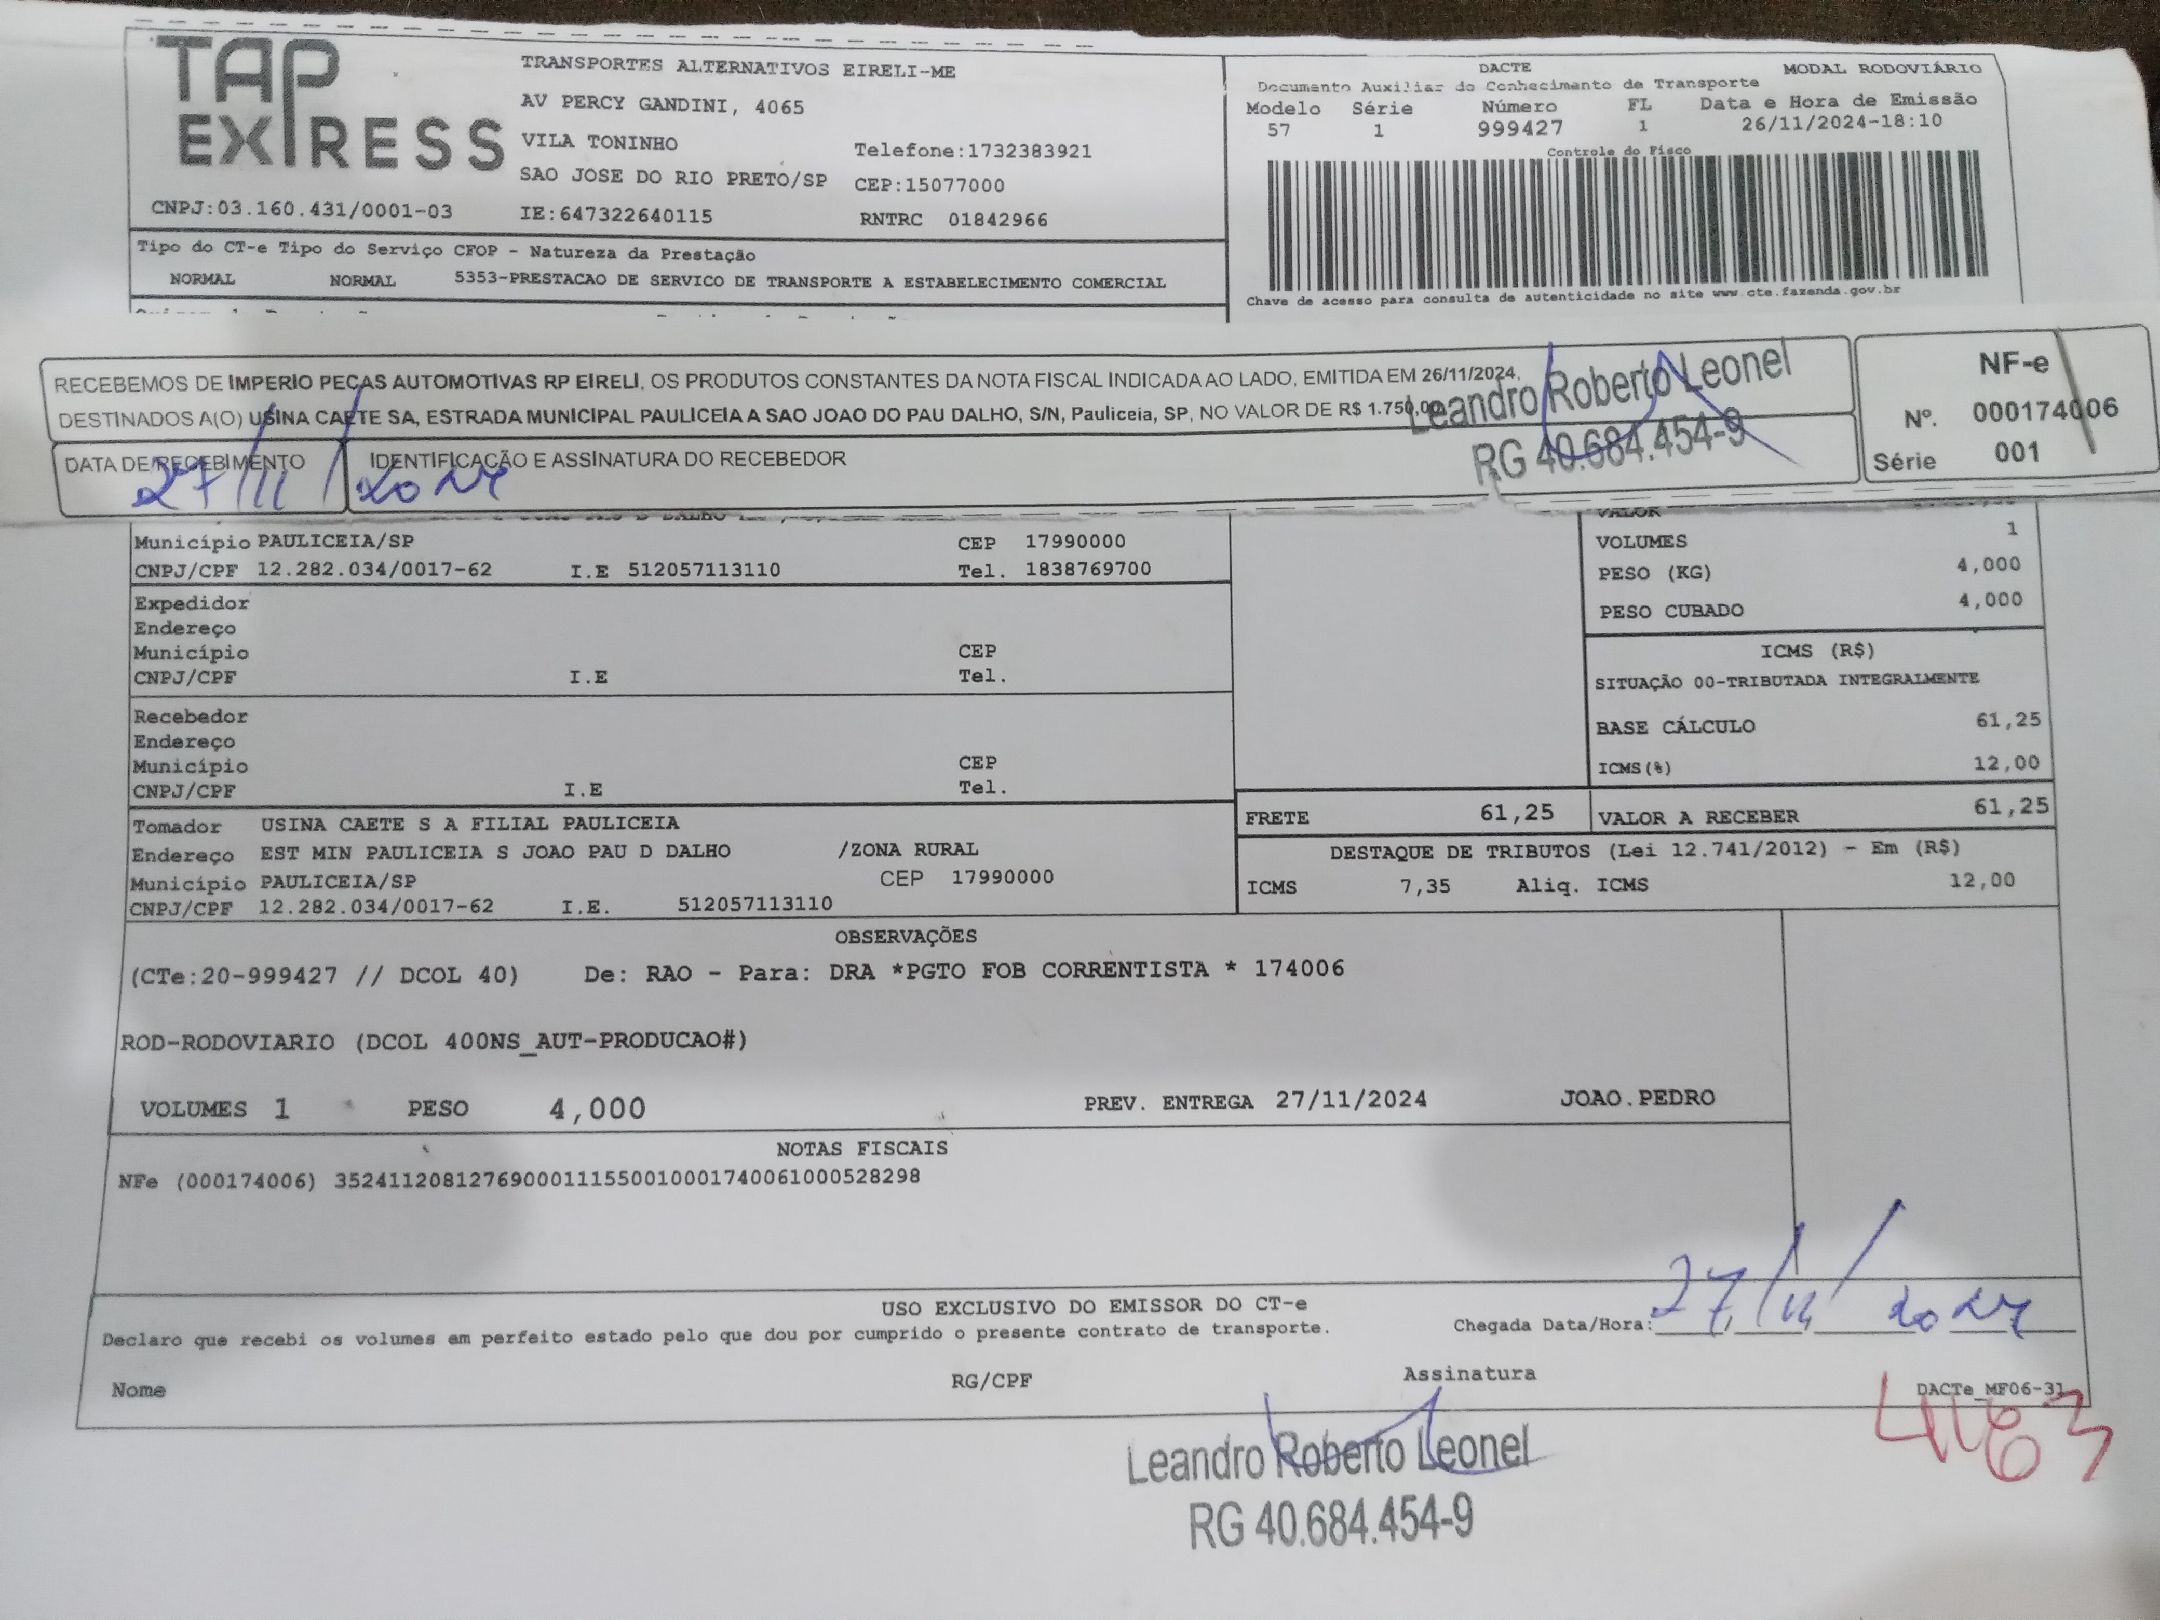 TAP
EXPRESS
TRANSPORTES ALTERNATIVOS EIRELI-ME
AV PERCY GANDINI, 4065
VILA TONINHO
Telefone:1732383921
SAO JOSE DO RIO PRETO/SP CEP:15077000
CNPJ:03.160.431/0001-03 IE:647322640115 RNTRC 01842966
DACTE MODAL RODOVIÁRIO
Documento Auxiliar do Conhecimento de Transporte
Modelo Série Número FL Data e Hora de Emissão
57 1 999427 1 26/11/2024-18:10
Controle do Fisco
Chave de acesso para consulta de autenticidade no site www.cte.fazenda.gov.br
Tipo do CT-e Tipo do Serviço CFOP - Natureza da Prestação
NORMAL NORMAL 5353-PRESTACAO DE SERVICO DE TRANSPORTE A ESTABELECIMENTO COMERCIAL
RECEBEMOS DE IMPERIO PECAS AUTOMOTIVAS RP EIRELI, OS PRODUTOS CONSTANTES DA NOTA FISCAL INDICADA AO LADO, EMITIDA EM 26/11/2024,
DESTINADOS A(O) USINA CAETE SA, ESTRADA MUNICIPAL PAULICEIA A SAO JOAO DO PAU DALHO, S/N, Pauliceia, SP, NO VALOR DE R$ 1.750,00
DATA DE RECEBIMENTO IDENTIFICAÇÃO E ASSINATURA DO RECEBEDOR
27/11/2024
Leandro Roberto Leonel
RG 40.684.454-9
NF-e
Nº. 000174006
Série 001
VALOR
Município PAULICEIA/SP CEP 17990000
CNPJ/CPF 12.282.034/0017-62 I.E 512057113110 Tel. 1838769700
VOLUMES 1
PESO (KG) 4,000
PESO CUBADO 4,000
Expedidor
Endereço
Município CEP
CNPJ/CPF I.E Tel.
ICMS (R$)
SITUAÇÃO 00-TRIBUTADA INTEGRALMENTE
BASE CÁLCULO 61,25
ICMS(%) 12,00
Recebedor
Endereço
Município CEP
CNPJ/CPF I.E Tel.
FRETE 61,25 VALOR A RECEBER 61,25
Tomador USINA CAETE S A FILIAL PAULICEIA
Endereço EST MIN PAULICEIA S JOAO PAU D DALHO /ZONA RURAL
Município PAULICEIA/SP CEP 17990000
CNPJ/CPF 12.282.034/0017-62 I.E. 512057113110
DESTAQUE DE TRIBUTOS (Lei 12.741/2012) - Em (R$)
ICMS 7,35 Aliq. ICMS 12,00
OBSERVAÇÕES
(CTe:20-999427 // DCOL 40) De: RAO - Para: DRA *PGTO FOB CORRENTISTA * 174006
ROD-RODOVIARIO (DCOL 400NS_AUT-PRODUCAO#)
VOLUMES 1 PESO 4,000 PREV. ENTREGA 27/11/2024 JOAO.PEDRO
NOTAS FISCAIS
NFe (000174006) 35241120812769000111550010001740061000528298
USO EXCLUSIVO DO EMISSOR DO CT-e
Declaro que recebi os volumes em perfeito estado pelo que dou por cumprido o presente contrato de transporte.
Chegada Data/Hora: 27/11/2024
Nome RG/CPF Assinatura
DACTe_MF06-31
Leandro Roberto Leonel
RG 40.684.454-9